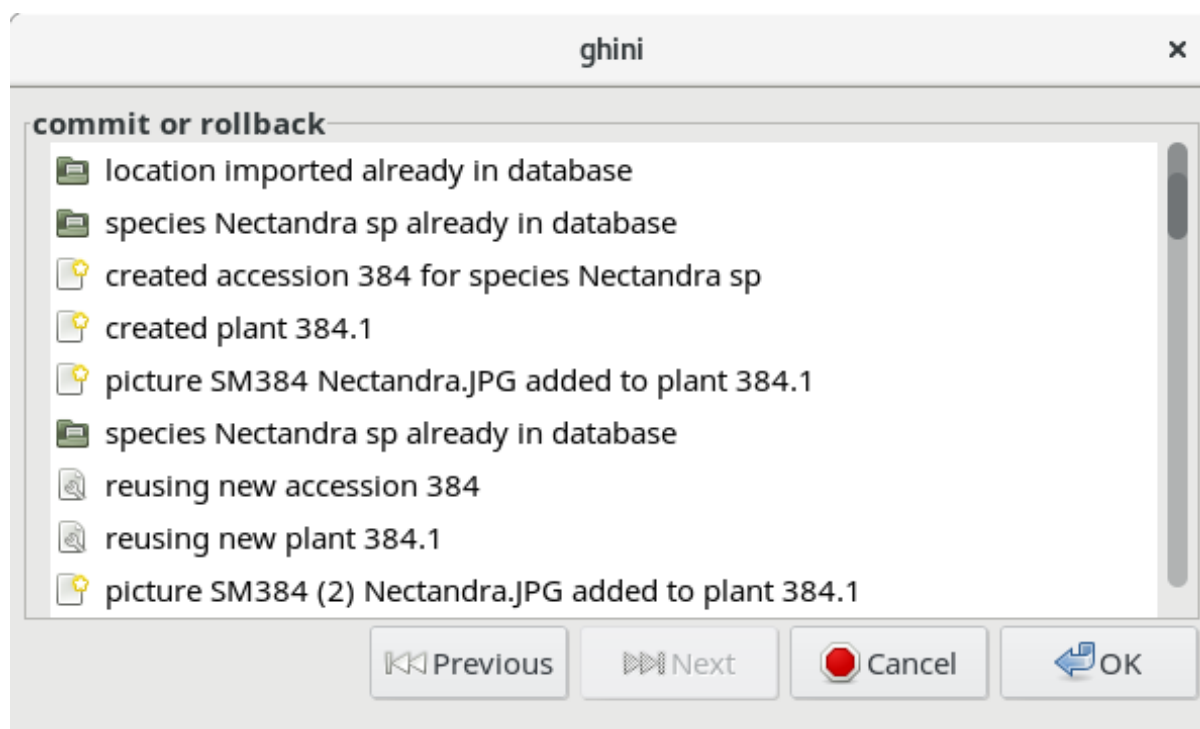 ghini
commit or rollback
location imported already in database
species Nectandra sp already in database
created accession 384 for species Nectandra sp
created plant 384.1
picture SM384 Nectandra.JPG added to plant 384.1
species Nectandra sp already in database
reusing new accession 384
reusing new plant 384.1
picture SM384 (2) Nectandra.JPG added to plant 384.1
Previous Next Cancel OK